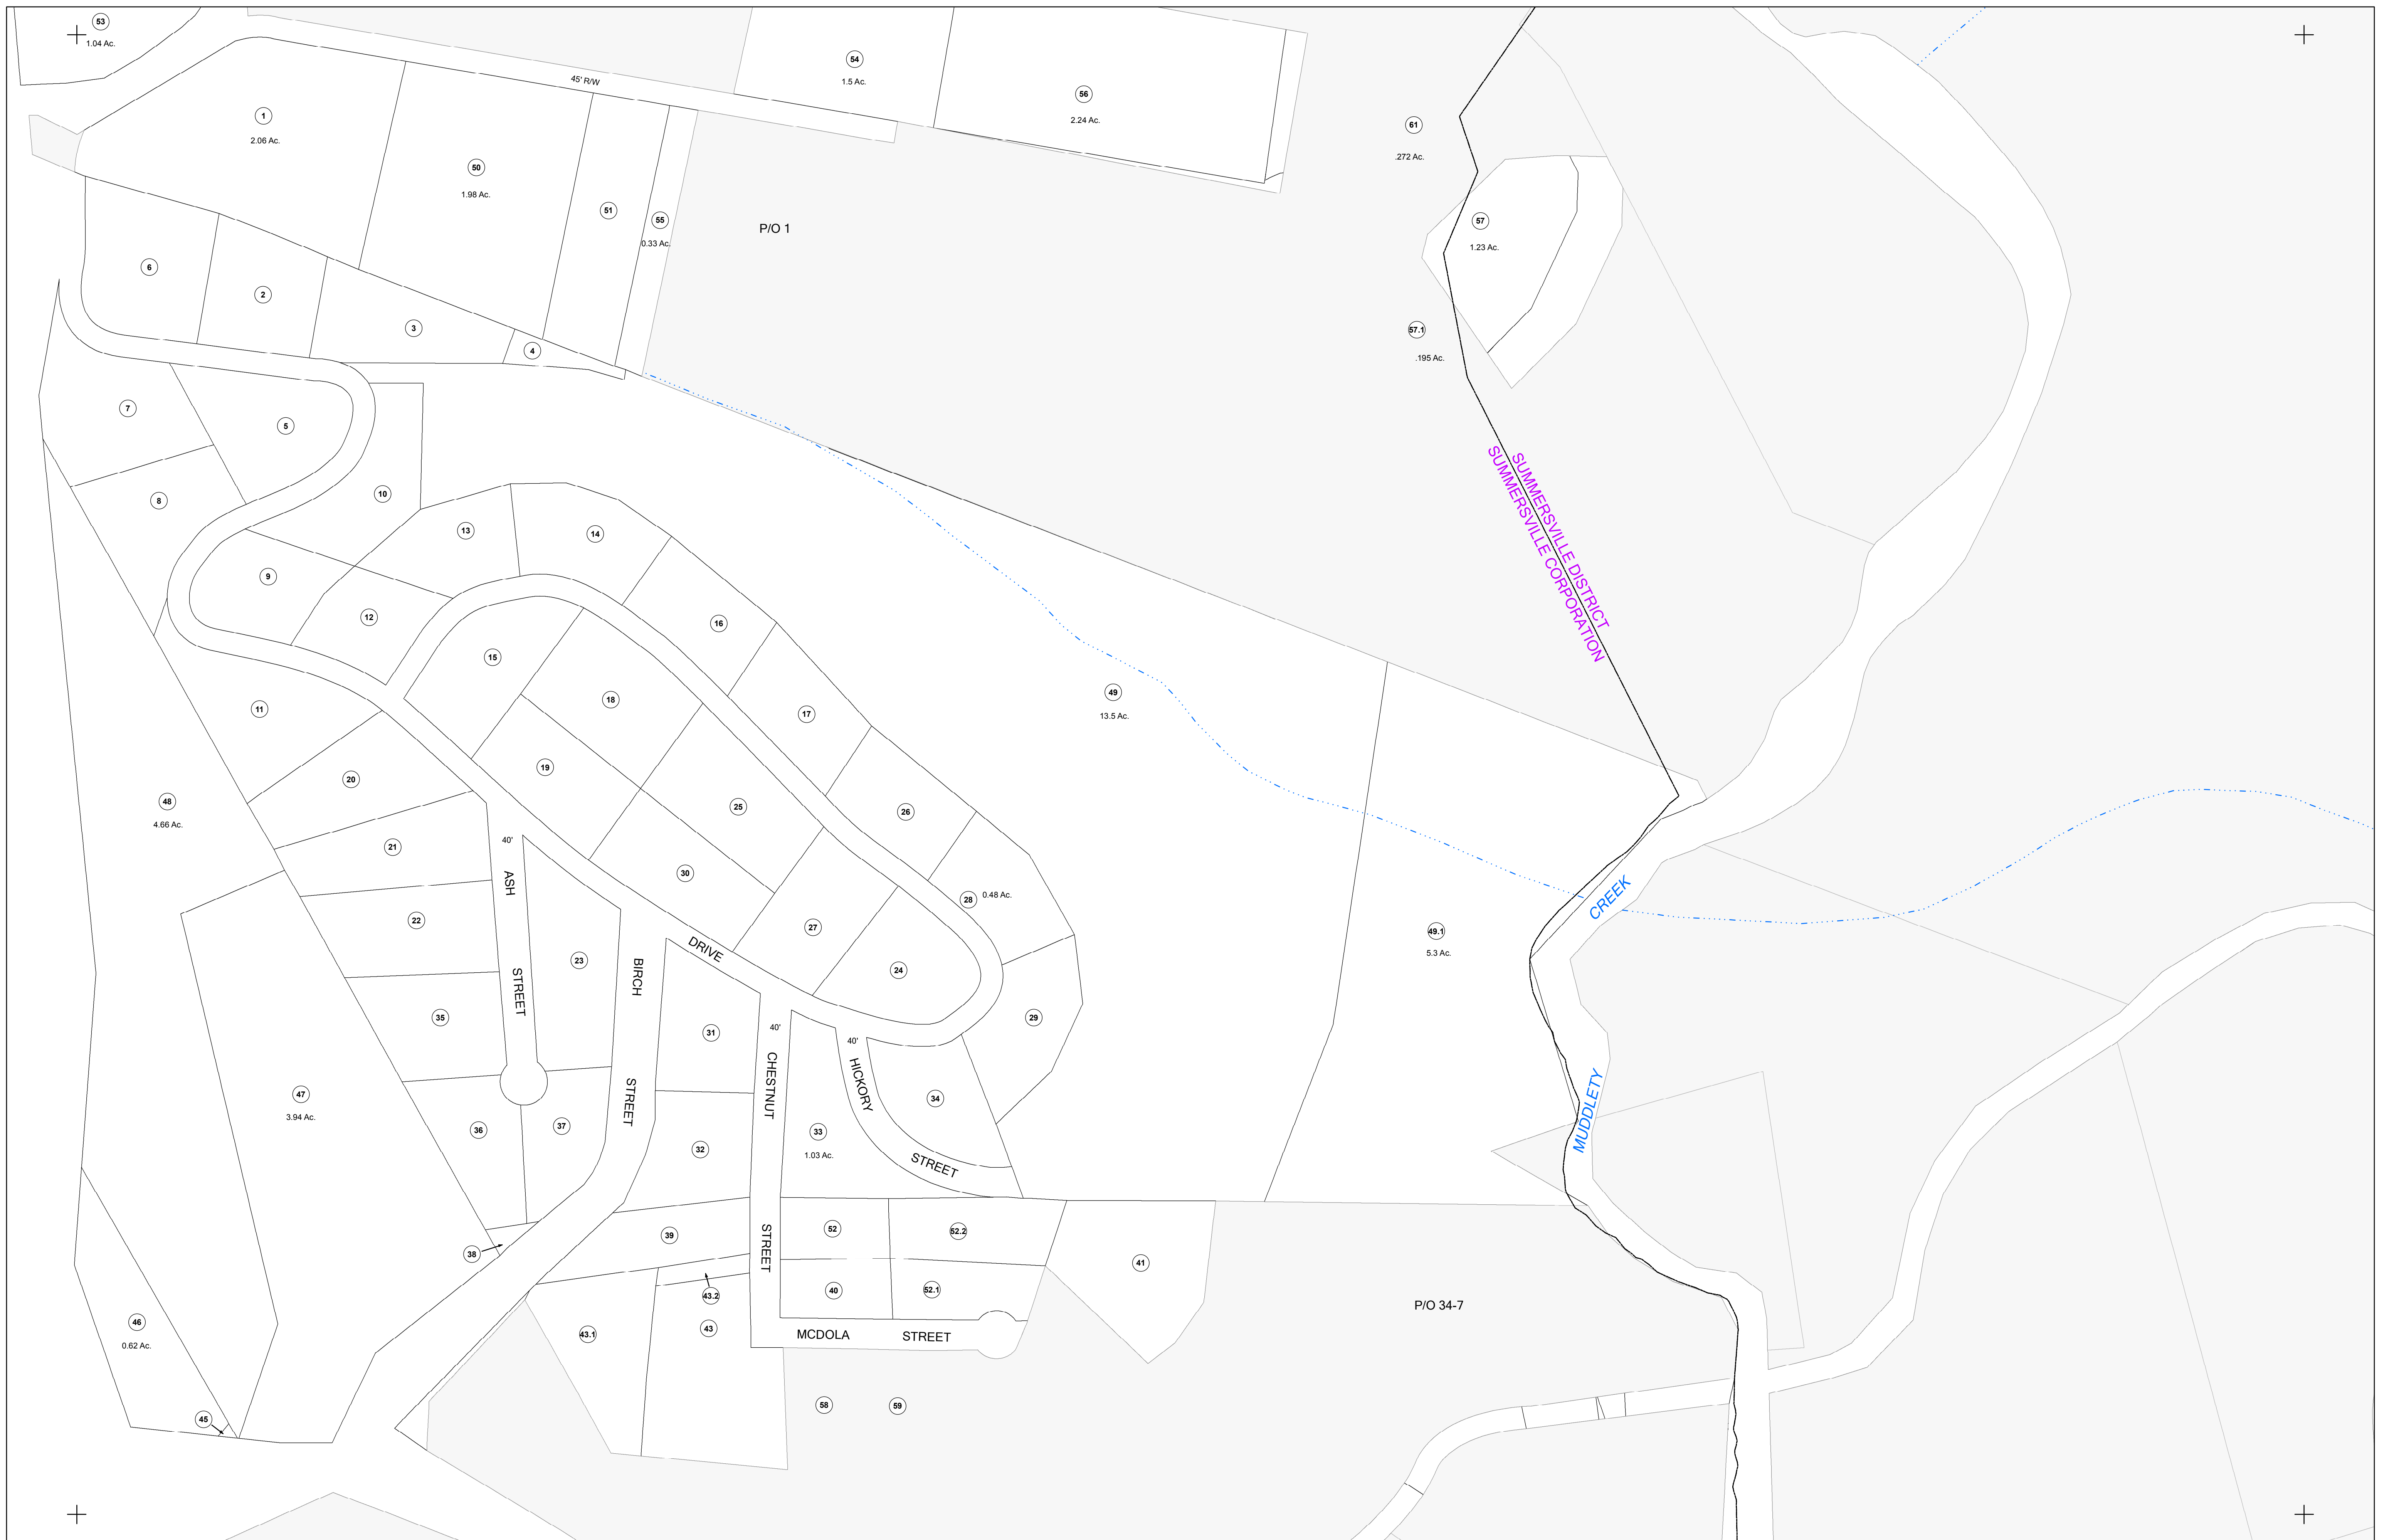 53
1.04 Ac.
54
1.5 Ac.
56
2.24 Ac.
45' R/W
1
2.06 Ac.
50
1.98 Ac.
51
55
0.33 Ac.
P/O 1
61
.272 Ac.
57
1.23 Ac.
57.1
.195 Ac.
6
2
3
4
7
5
8
10
13
14
9
12
16
15
18
17
11
19
20
25
26
48
4.66 Ac.
21
30
28
0.48 Ac.
22
27
24
23
49
13.5 Ac.
49.1
5.3 Ac.
SUMMERSVILLE DISTRICT
SUMMERSVILLE CORPORATION
CREEK
MUDDLETY
40'
ASH
STREET
BIRCH
STREET
DRIVE
40'
CHESTNUT
STREET
40'
HICKORY
STREET
35
31
29
47
3.94 Ac.
36
37
32
33
1.03 Ac.
34
38
39
52
52.2
41
40
52.1
43.2
43.1
43
MCDOLA STREET
P/O 34-7
46
0.62 Ac.
45
58
59